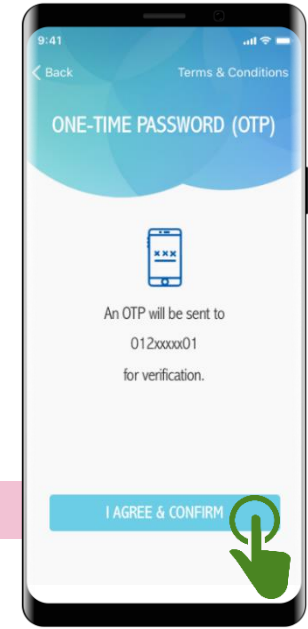 9:41
Back Terms & Conditions
ONE-TIME PASSWORD (OTP)
xxx
An OTP will be sent to
012xxxxx01
for verification.
I AGREE & CONFIRM